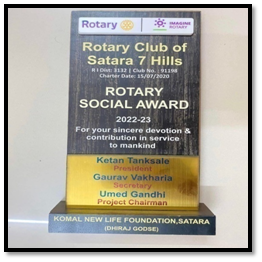 Rotary
IMAGINE
ROTARY
Rotary Club of
Satara 7 Hills
R I Dist: 3132 | Club No. : 91198
Charter Date: 15/07/2020
ROTARY
SOCIAL AWARD
2022-23
For your sincere devotion &
contribution in service
to mankind
Ketan Tanksale
President
Gaurav Vakharia
Secretary
Umed Gandhi
Project Chairman
KOMAL NEW LIFE FOUNDATION,SATARA
(DHIRAJ GODSE)